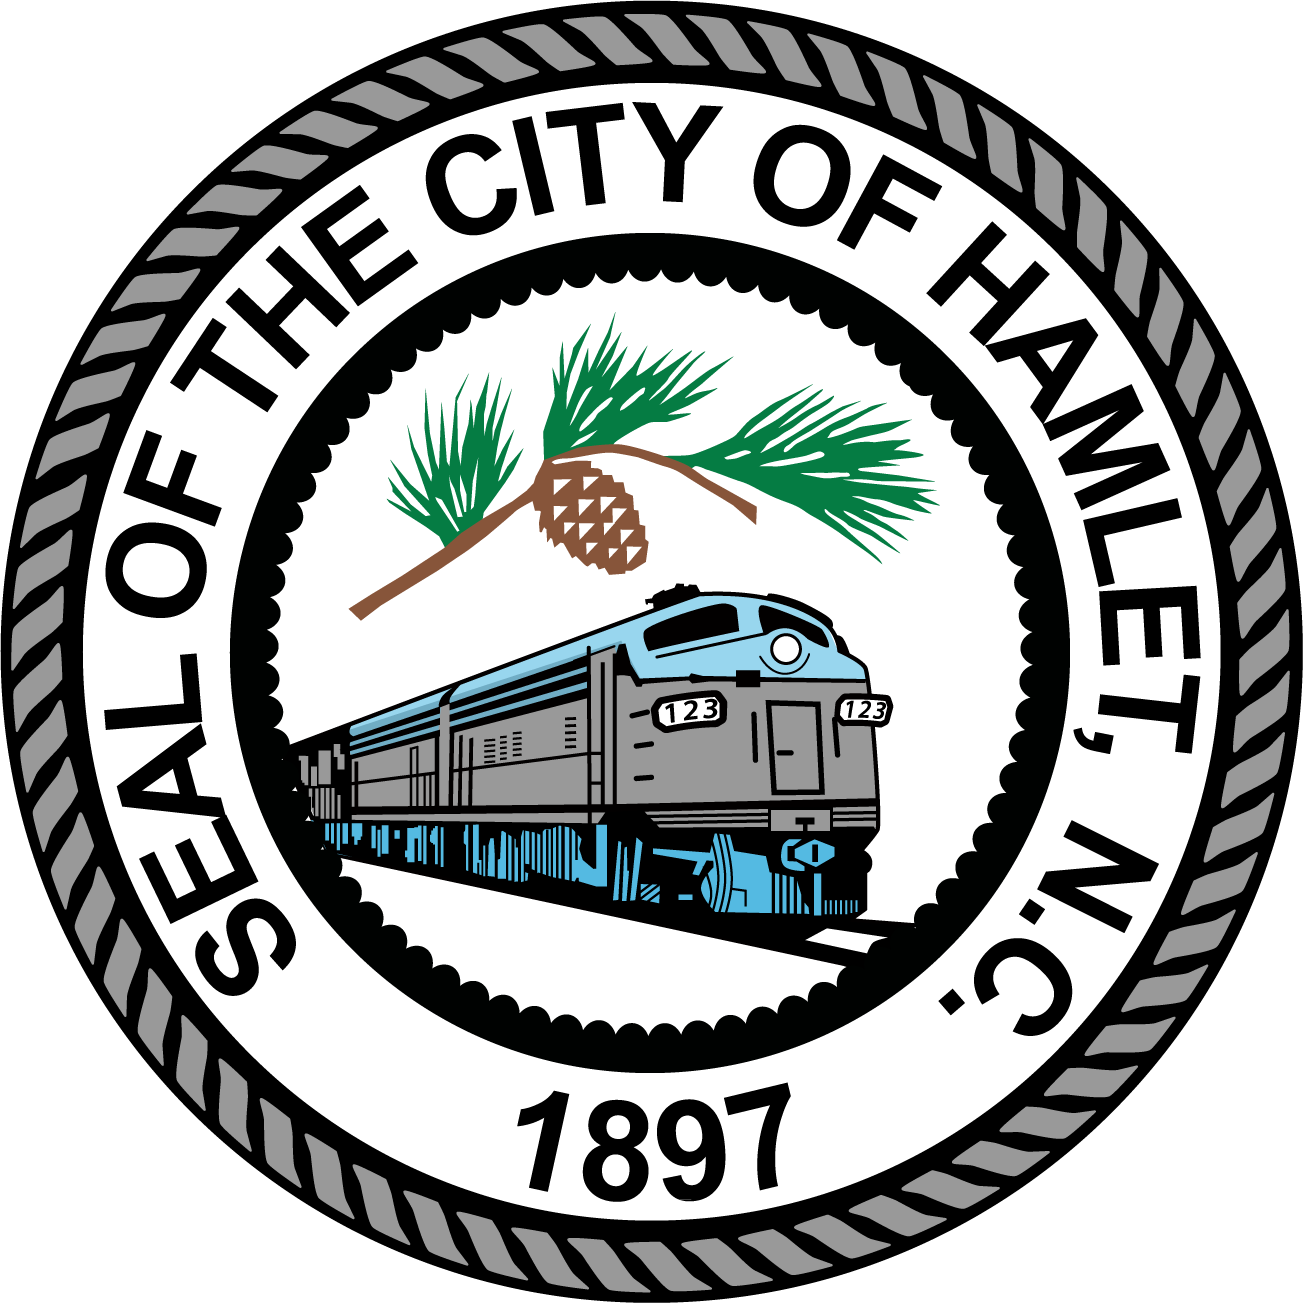 SEAL OF THE CITY OF HAMLET, N.C.
123
123
1897